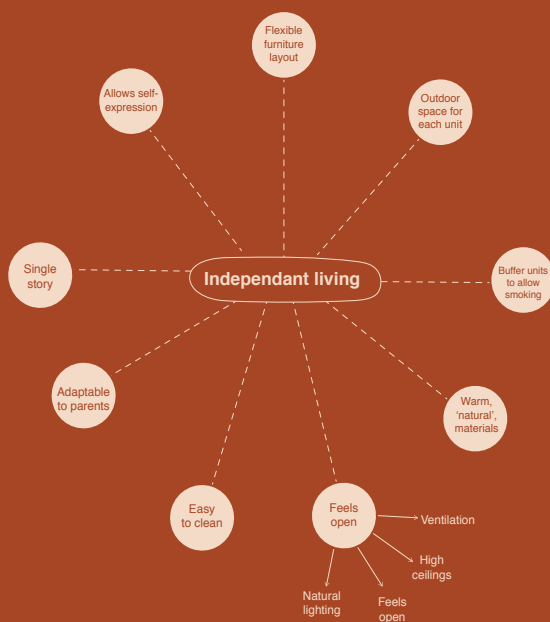 Flexible
furniture
layout
Allows self-
expression
Outdoor
space for
each unit
Single
story
Independant living
Buffer units
to allow
smoking
Adaptable
to parents
Warm,
‘natural’,
materials
Easy
to clean
Feels
open
Ventilation
High
ceilings
Natural
lighting
Feels
open